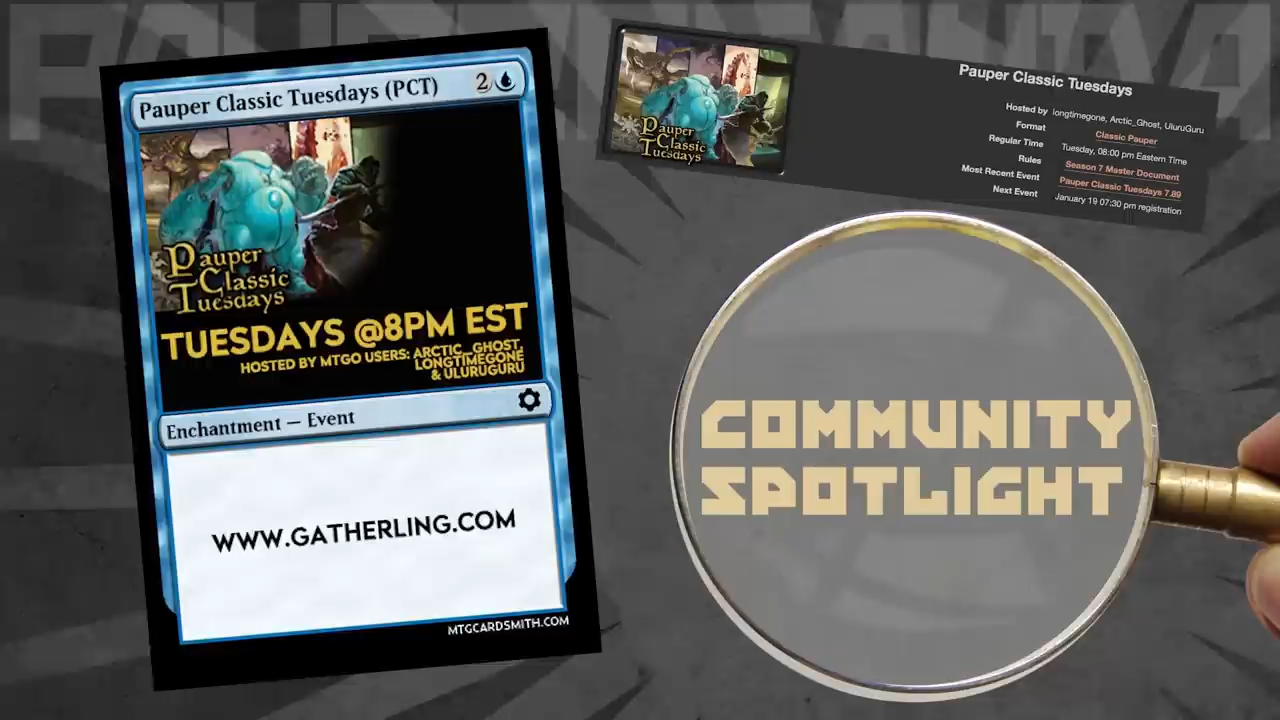 Pauper Classic Tuesdays (PCT) 2
Pauper
Classic
Tuesdays
TUESDAYS @8PM EST
HOSTED BY MTGO USERS: ARCTIC_GHOST,
LONGTIMEGONE
& ULURUGURU
Enchantment — Event
WWW.GATHERLING.COM
MTGCARDSMITH.COM
Pauper
Classic
Tuesdays
Pauper Classic Tuesdays
Hosted by longtimegone, Arctic_Ghost, UluruGuru
Format Classic Pauper
Regular Time Tuesday, 08:00 pm Eastern Time
Rules Season 7 Master Document
Most Recent Event Pauper Classic Tuesdays 7.89
Next Event January 19 07:30 pm registration
COMMUNITY
SPOTLIGHT